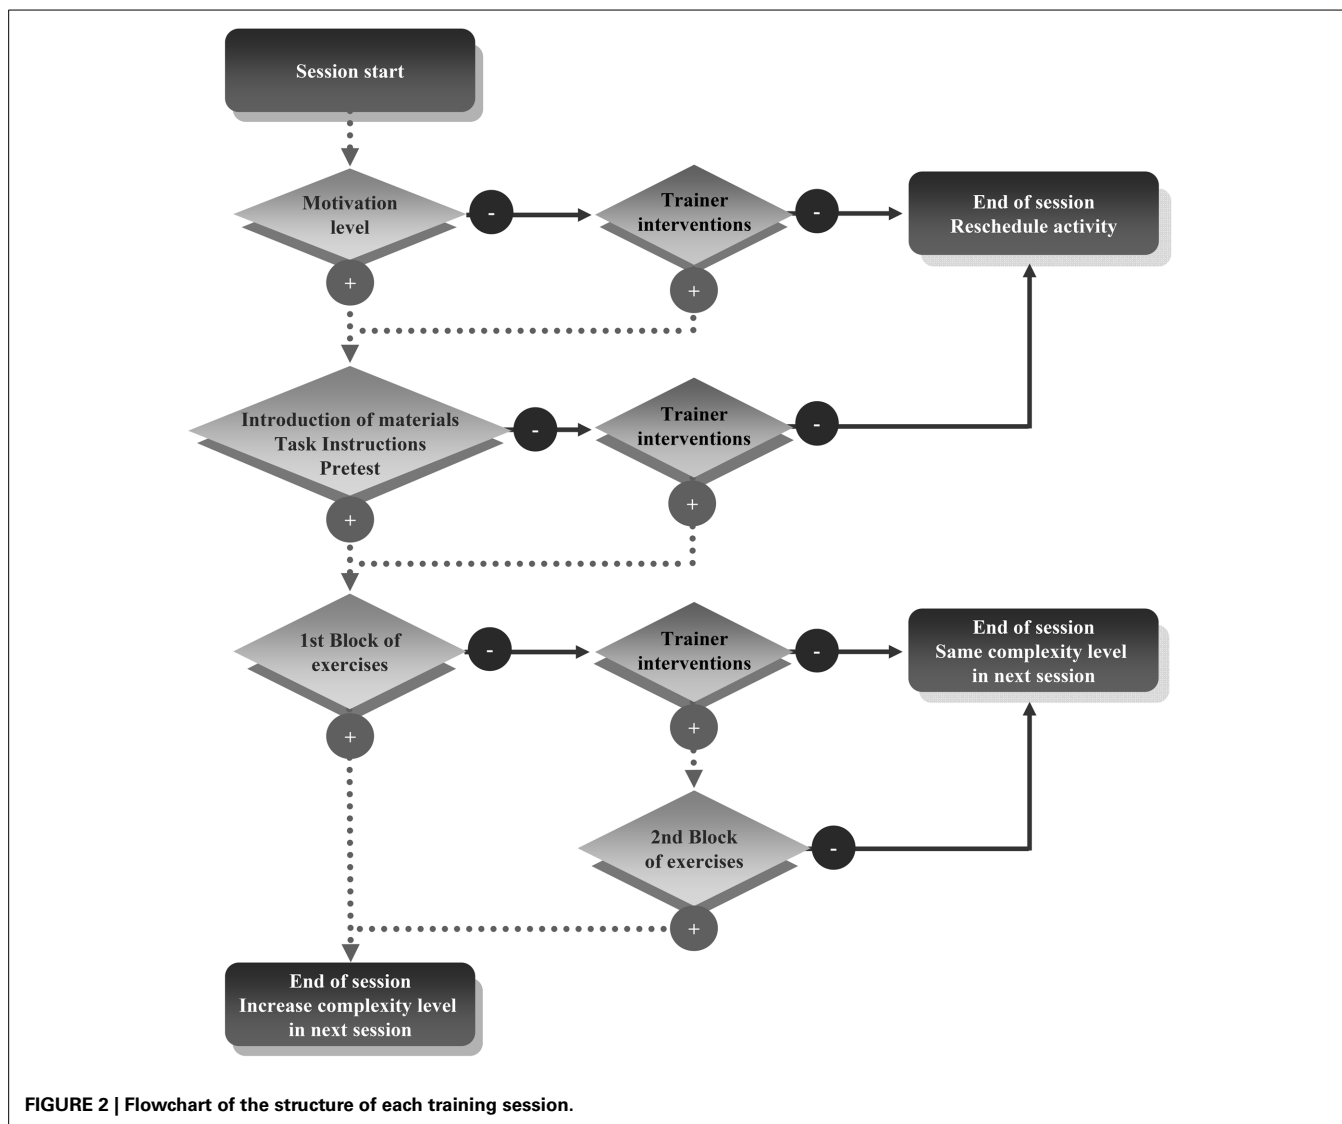 Session start
Motivation
level
-
Trainer
interventions
-
End of session
Reschedule activity
+
+
Introduction of materials
Task Instructions
Pretest
-
Trainer
interventions
-
+
+
1st Block of
exercises
-
Trainer
interventions
-
End of session
Same complexity level
in next session
+
+
2nd Block
of exercises
-
+
End of session
Increase complexity level
in next session
FIGURE 2 | Flowchart of the structure of each training session.